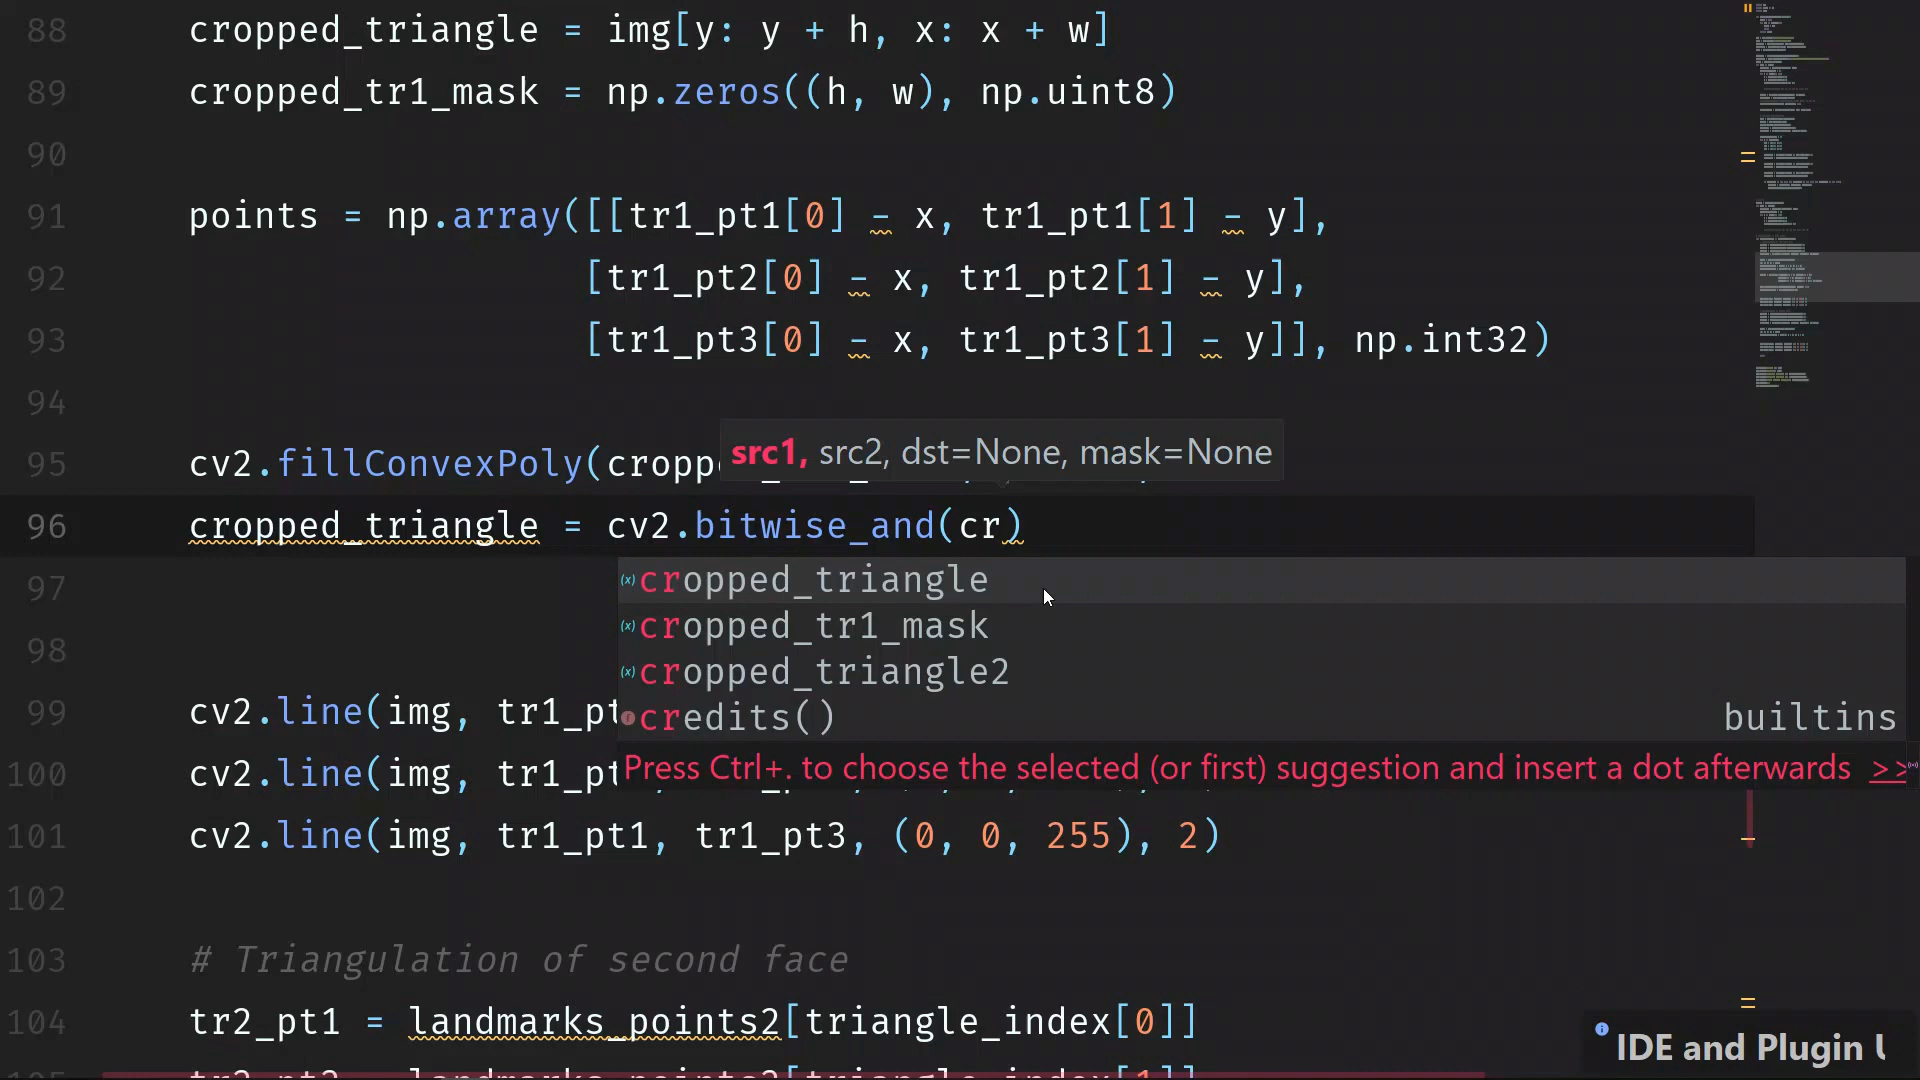 88 cropped_triangle = img[y: y + h, x: x + w]
89 cropped_tr1_mask = np.zeros((h, w), np.uint8)
90
91 points = np.array([[tr1_pt1[0] - x, tr1_pt1[1] - y],
92 [tr1_pt2[0] - x, tr1_pt2[1] - y],
93 [tr1_pt3[0] - x, tr1_pt3[1] - y]], np.int32)
94
src1, src2, dst=None, mask=None
95 cv2.fillConvexPoly(cropp
96 cropped_triangle = cv2.bitwise_and(cr)
97
cropped_triangle
cropped_tr1_mask
98
cropped_triangle2
credits() builtins
99 cv2.line(img, tr1_pt
Press Ctrl+. to choose the selected (or first) suggestion and insert a dot afterwards >>
100 cv2.line(img, tr1_pt
101 cv2.line(img, tr1_pt1, tr1_pt3, (0, 0, 255), 2)
102
103 # Triangulation of second face
104 tr2_pt1 = landmarks_points2[triangle_index[0]]
IDE and Plugin